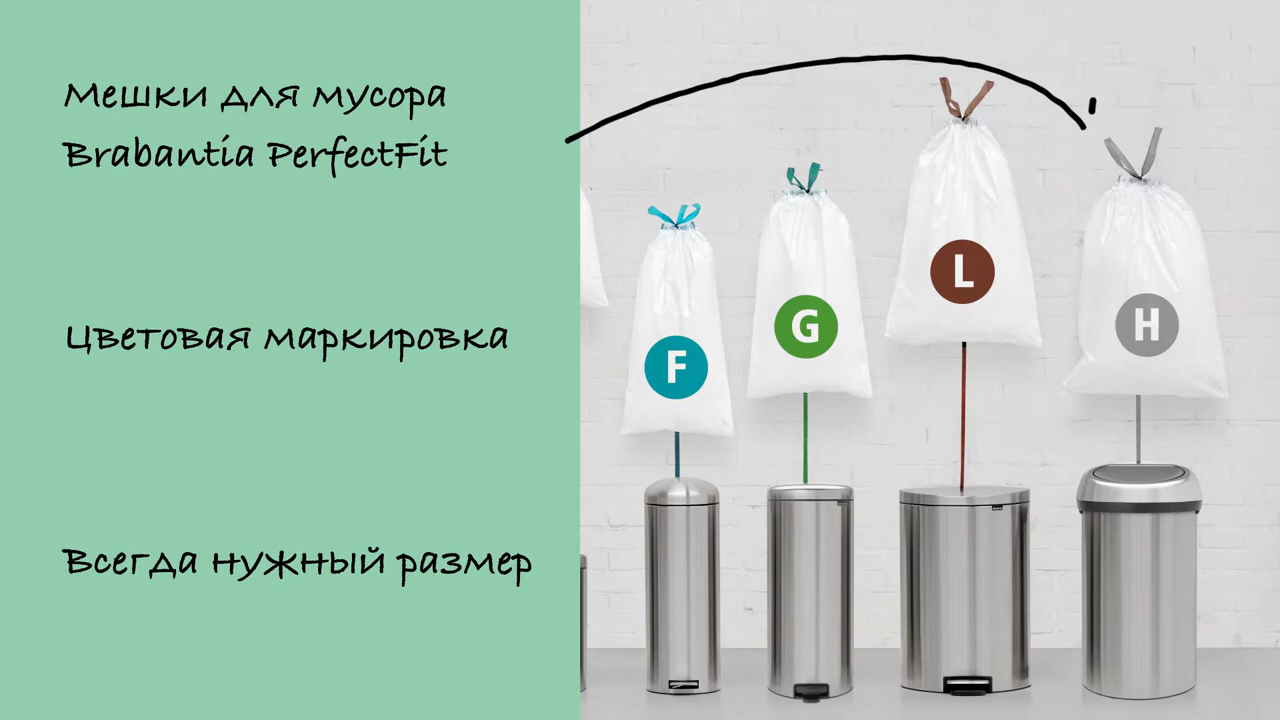 Мешки для мусора
Brabantia PerfectFit
Цветовая маркировка
Всегда нужный размер
F
G
L
H